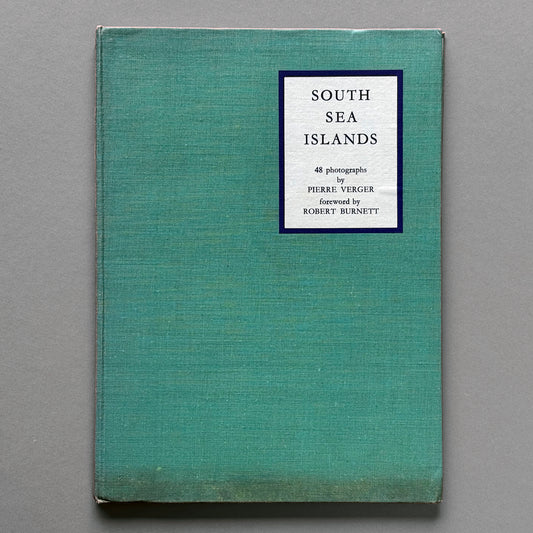 SOUTH
SEA
ISLANDS
48 photographs
by
PIERRE VERGER
foreword by
ROBERT BURNETT